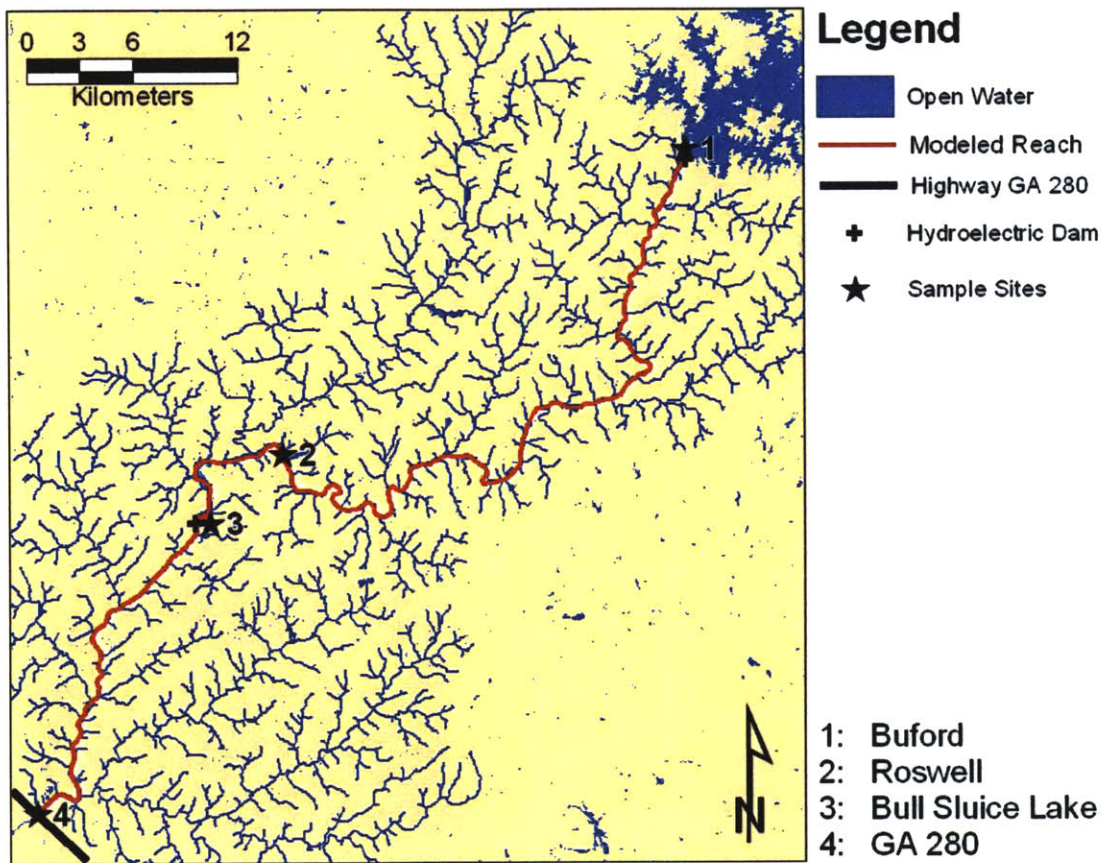 0 3 6 12
Kilometers
1
2
3
4
N
Legend
Open Water
Modeled Reach
Highway GA 280
Hydroelectric Dam
Sample Sites
1: Buford
2: Roswell
3: Bull Sluice Lake
4: GA 280